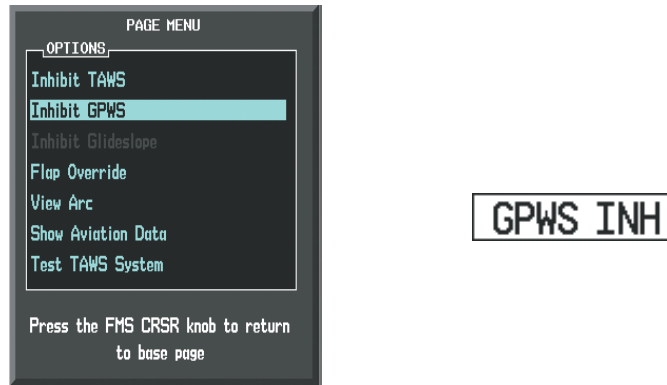 PAGE MENU
OPTIONS
Inhibit TAWS
Inhibit GPWS
Inhibit Glideslope
Flap Override
View Arc
Show Aviation Data
Test TAWS System
Press the FMS CRSR knob to return
to base page
GPWS INH